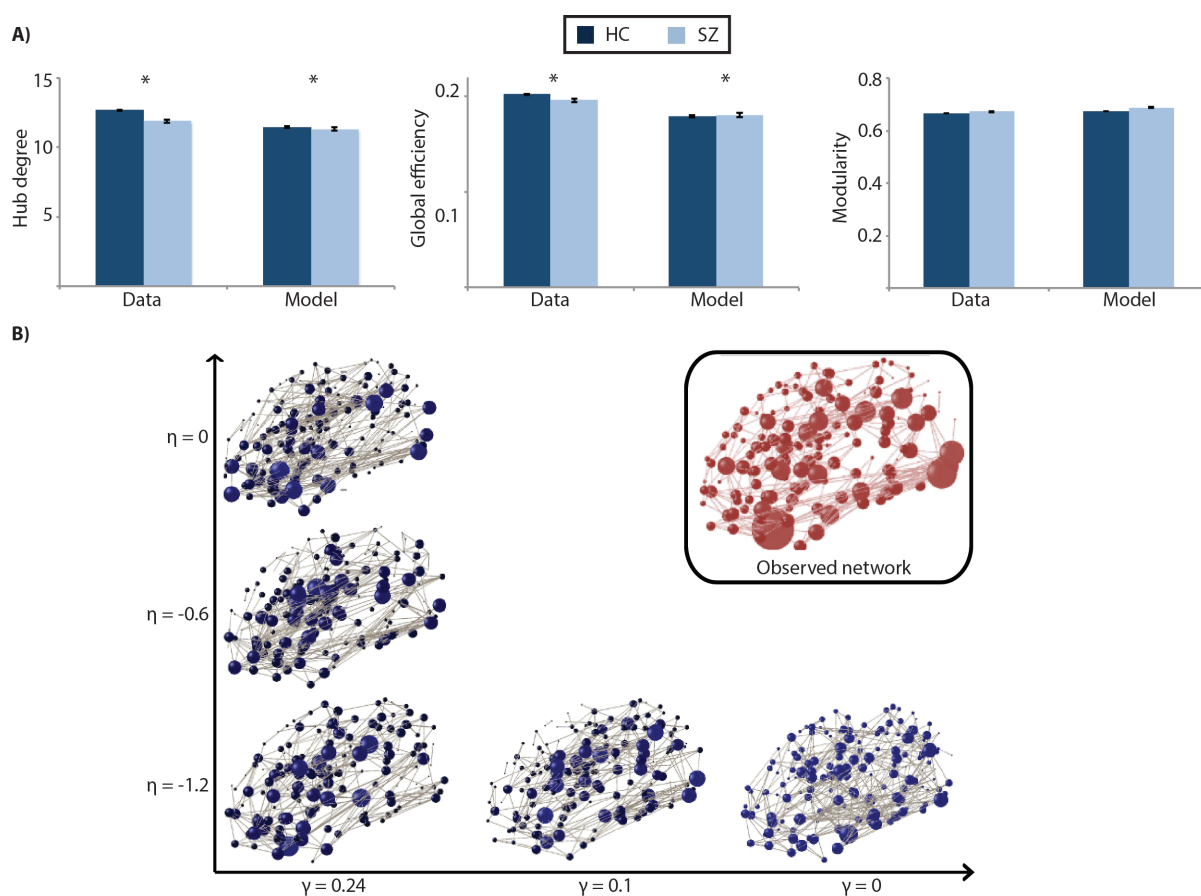 A)
HC SZ
15
10
5
Hub degree
*
*
Data Model
0.2
0.1
Global efficiency
*
*
Data Model
0.8
0.6
0.4
0.2
Modularity
Data Model
B)
η = 0
η = -0.6
η = -1.2
Observed network
γ = 0.24 γ = 0.1 γ = 0